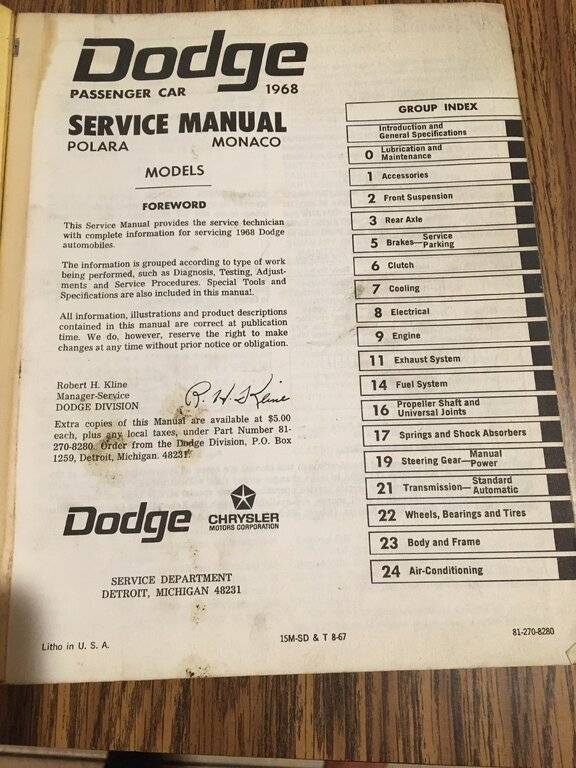 Dodge
PASSENGER CAR 1968
SERVICE MANUAL
POLARA MONACO
MODELS
FOREWORD
This Service Manual provides the service technician
with complete information for servicing 1968 Dodge
automobiles.
The information is grouped according to type of work
being performed, such as Diagnosis, Testing, Adjust-
ments and Service Procedures. Special Tools and
Specifications are also included in this manual.
All information, illustrations and product descriptions
contained in this manual are correct at publication
time. We do, however, reserve the right to make
changes at any time without prior notice or obligation.
Robert H. Kline
Manager-Service
DODGE DIVISION
R. H. Kline
Extra copies of this Manual are available at $5.00
each, plus any local taxes, under Part Number 81-
270-8280. Order from the Dodge Division, P.O. Box
1259, Detroit, Michigan. 48231.
Dodge
CHRYSLER
MOTORS CORPORATION
SERVICE DEPARTMENT
DETROIT, MICHIGAN 48231
Litho in U. S. A.
15M-SD & T 8-67
81-270-8280
GROUP INDEX
Introduction and
General Specifications
0 Lubrication and
Maintenance
1 Accessories
2 Front Suspension
3 Rear Axle
5 Brakes—Service
Parking
6 Clutch
7 Cooling
8 Electrical
9 Engine
11 Exhaust System
14 Fuel System
16 Propeller Shaft and
Universal Joints
17 Springs and Shock Absorbers
19 Steering Gear—Manual
Power
21 Transmission—Standard
Automatic
22 Wheels, Bearings and Tires
23 Body and Frame
24 Air-Conditioning